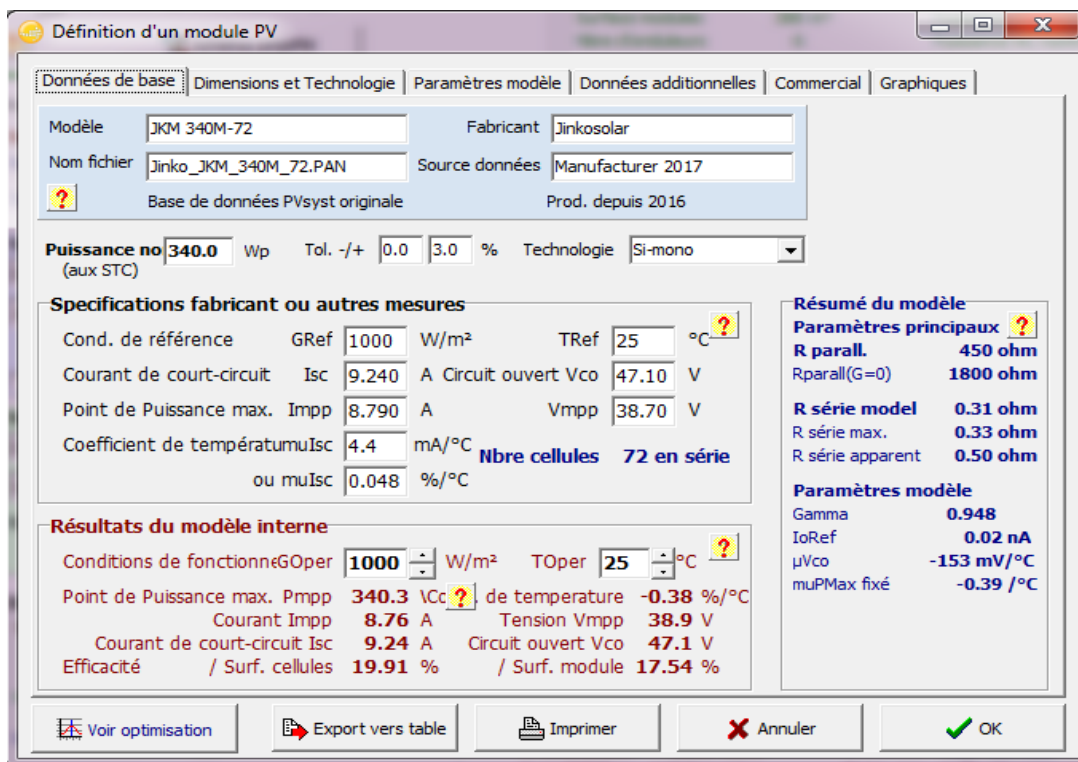 Définition d'un module PV
Données de base Dimensions et Technologie Paramètres modèle Données additionnelles Commercial Graphiques
Modèle JKM 340M-72 Fabricant Jinkosolar
Nom fichier Jinko_JKM_340M_72.PAN Source données Manufacturer 2017
? Base de données PVsyst originale Prod. depuis 2016
Puissance no 340.0 Wp Tol. -/+ 0.0 3.0 % Technologie Si-mono
(aux STC)
Specifications fabricant ou autres mesures
?
Cond. de référence GRef 1000 W/m² TRef 25 °C
Courant de court-circuit Isc 9.240 A Circuit ouvert Vco 47.10 V
Point de Puissance max. Impp 8.790 A Vmpp 38.70 V
Coefficient de températumuIsc 4.4 mA/°C
Nbre cellules 72 en série
ou muIsc 0.048 %/°C
Résultats du modèle interne
?
Conditions de fonctionneGOper 1000 W/m² TOper 25 °C
Point de Puissance max. Pmpp 340.3 ? . de temperature -0.38 %/°C
Courant Impp 8.76 A Tension Vmpp 38.9 V
Courant de court-circuit Isc 9.24 A Circuit ouvert Vco 47.1 V
Efficacité / Surf. cellules 19.91 % / Surf. module 17.54 %
Résumé du modèle
Paramètres principaux ?
R parall. 450 ohm
Rparall(G=0) 1800 ohm
R série model 0.31 ohm
R série max. 0.33 ohm
R série apparent 0.50 ohm
Paramètres modèle
Gamma 0.948
IoRef 0.02 nA
µVco -153 mV/°C
muPMax fixé -0.39 /°C
Voir optimisation Export vers table Imprimer Annuler OK